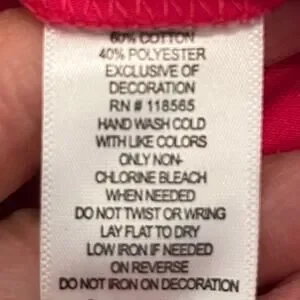 60% COTTON
40% POLYESTER
EXCLUSIVE OF
DECORATION
RN # 118565
HAND WASH COLD
WITH LIKE COLORS
ONLY NON-
CHLORINE BLEACH
WHEN NEEDED
DO NOT TWIST OR WRING
LAY FLAT TO DRY
LOW IRON IF NEEDED
ON REVERSE
DO NOT IRON ON DECORATION